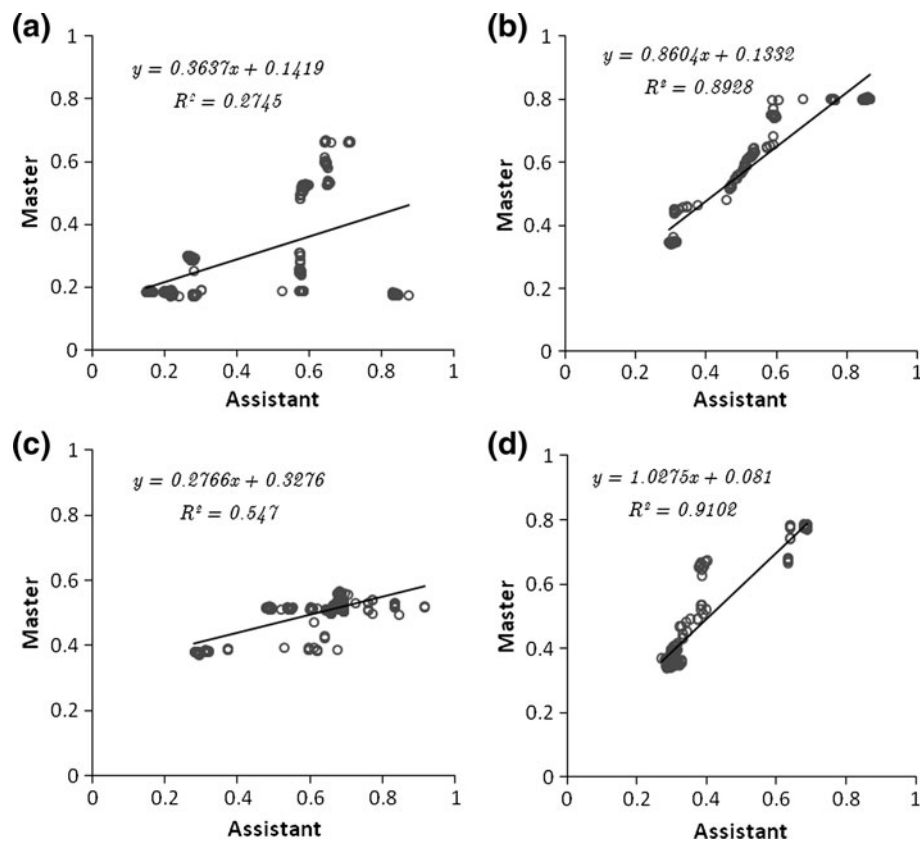 (a)
y = 0.3637x + 0.1419
R² = 0.2745
Master
1
0.8
0.6
0.4
0.2
0
0 0.2 0.4 0.6 0.8 1
Assistant
(b)
y = 0.8604x + 0.1332
R² = 0.8928
Master
1
0.8
0.6
0.4
0.2
0
0 0.2 0.4 0.6 0.8 1
Assistant
(c)
y = 0.2766x + 0.3276
R² = 0.547
Master
1
0.8
0.6
0.4
0.2
0
0 0.2 0.4 0.6 0.8 1
Assistant
(d)
y = 1.0275x + 0.081
R² = 0.9102
Master
1
0.8
0.6
0.4
0.2
0
0 0.2 0.4 0.6 0.8 1
Assistant